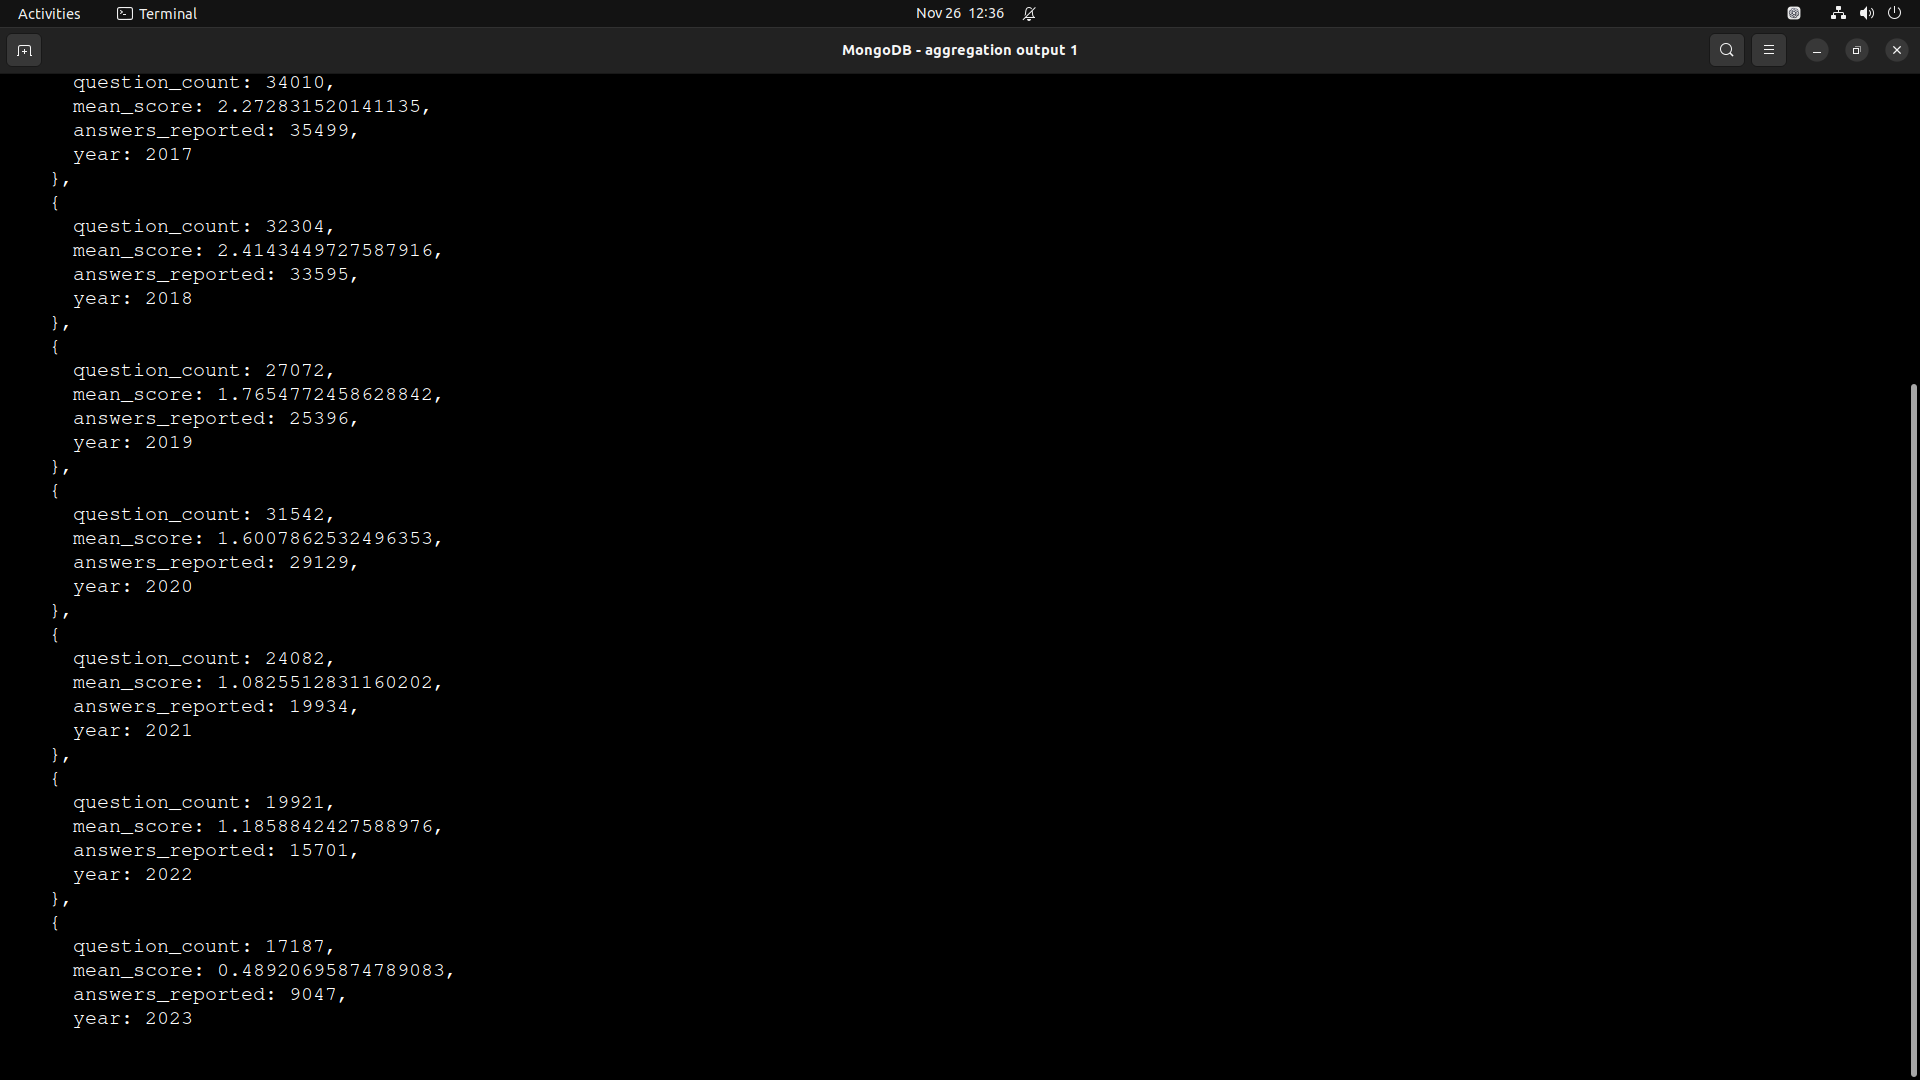 Activities
Terminal
Nov 26 12:36
MongoDB - aggregation output 1
question_count: 34010,
mean_score: 2.272831520141135,
answers_reported: 35499,
year: 2017
},
{
question_count: 32304,
mean_score: 2.4143449727587916,
answers_reported: 33595,
year: 2018
},
{
question_count: 27072,
mean_score: 1.7654772458628842,
answers_reported: 25396,
year: 2019
},
{
question_count: 31542,
mean_score: 1.6007862532496353,
answers_reported: 29129,
year: 2020
},
{
question_count: 24082,
mean_score: 1.0825512831160202,
answers_reported: 19934,
year: 2021
},
{
question_count: 19921,
mean_score: 1.1858842427588976,
answers_reported: 15701,
year: 2022
},
{
question_count: 17187,
mean_score: 0.48920695874789083,
answers_reported: 9047,
year: 2023